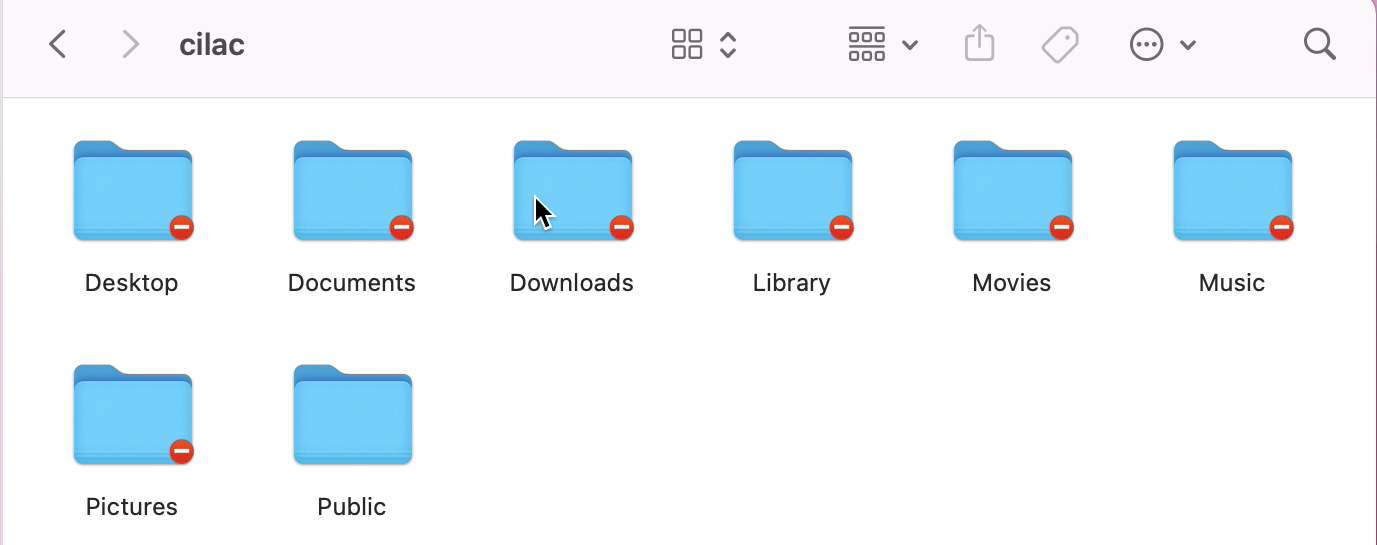 cilac
Desktop Documents Downloads Library Movies Music
Pictures Public